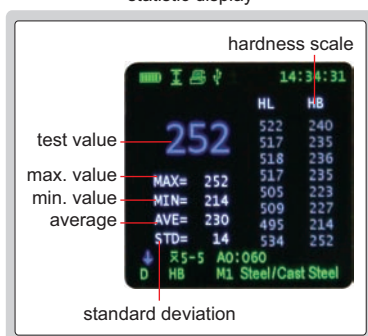 statistic display
hardness scale
14:34:31
HL HB
test value 252
522 240
517 235
518 236
517 235
505 223
509 227
495 214
534 252
max. value MAX= 252
min. value MIN= 214
average AVE= 230
STD= 14
x̅5-5 A0:060
D HB M1 Steel/Cast Steel
standard deviation